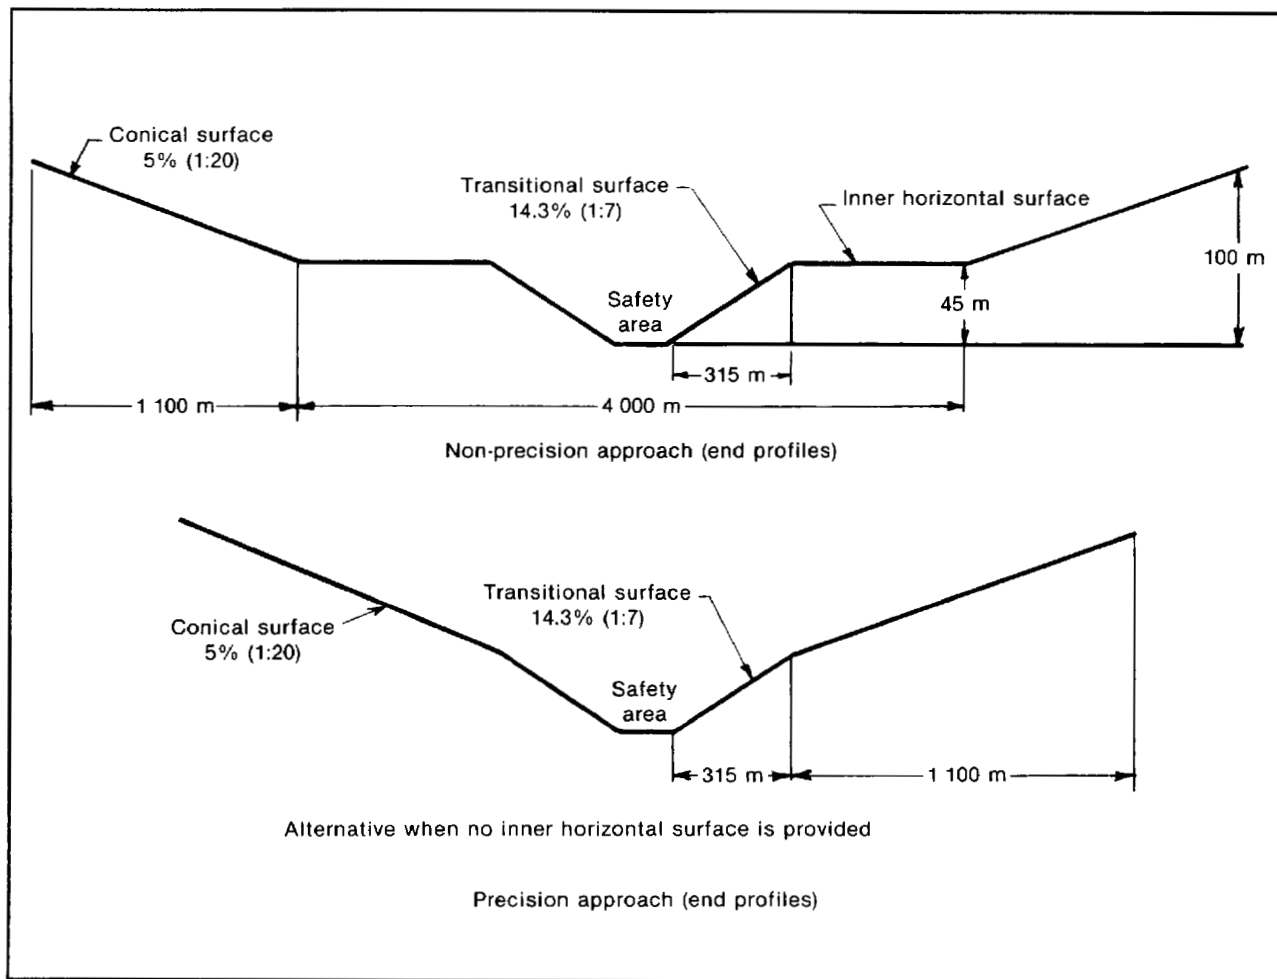 Conical surface
5% (1:20)
Transitional surface
14.3% (1:7)
Inner horizontal surface
100 m
45 m
Safety
area
315 m
1 100 m
4 000 m
Non-precision approach (end profiles)
Transitional surface
14.3% (1:7)
Conical surface
5% (1:20)
Safety
area
315 m
1 100 m
Alternative when no inner horizontal surface is provided
Precision approach (end profiles)